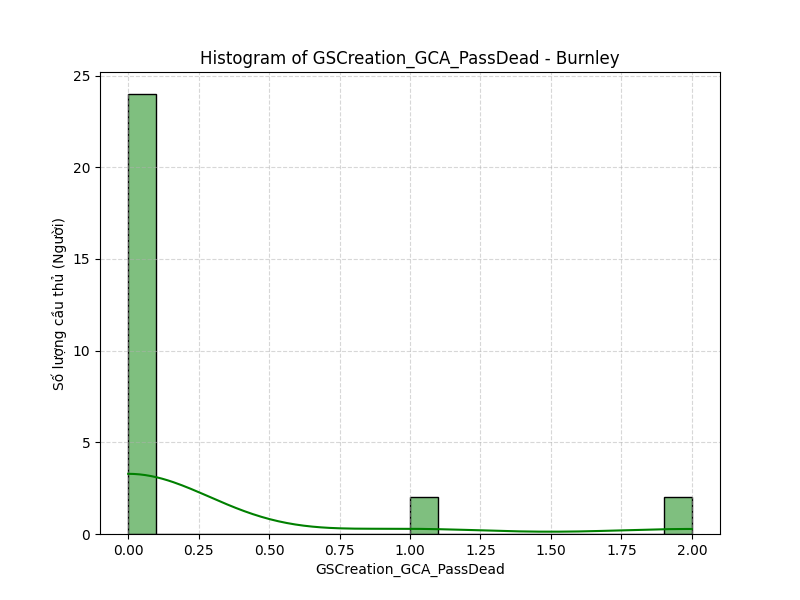 Histogram of GSCreation_GCA_PassDead - Burnley
25
20
15
10
5
0
Số lượng cầu thủ (Người)
0.00 0.25 0.50 0.75 1.00 1.25 1.50 1.75 2.00
GSCreation_GCA_PassDead